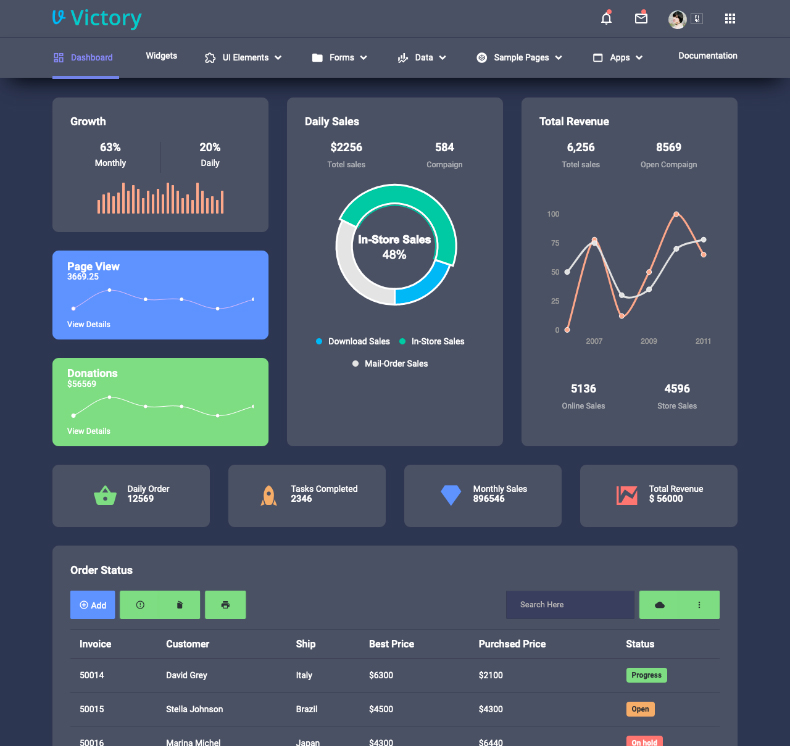 Victory
Dashboard
Widgets
UI Elements
Forms
Data
Sample Pages
Apps
Documentation
Growth
63%
20%
Monthly
Daily
Page View
3669.25
View Details
Donations
$56569
View Details
Daily Sales
$2256
584
Totel sales
Compaign
In-Store Sales
48%
Download Sales
In-Store Sales
Mail-Order Sales
Total Revenue
6,256
8569
Totel sales
Open Compaign
100
75
50
25
0
2007
2009
2011
5136
4596
Online Sales
Store Sales
Daily Order
12569
Tasks Completed
2346
Monthly Sales
896546
Total Revenue
$ 56000
Order Status
Add
Search Here
Invoice Customer Ship Best Price Purchsed Price Status
50014 David Grey Italy $6300 $2100 Progress
50015 Stella Johnson Brazil $4500 $4300 Open
50016 Marina Michel Japan $4300 $6440 On hold